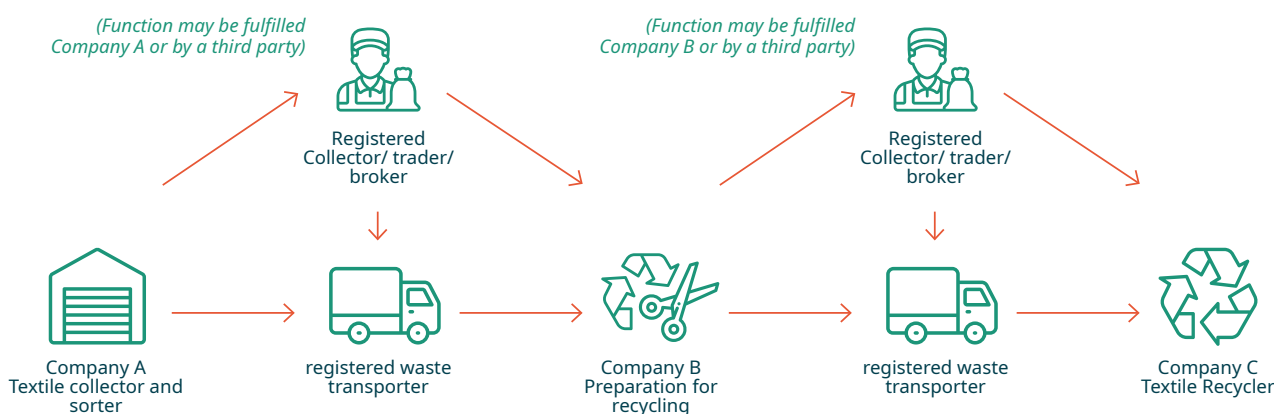 (Function may be fulfilled
Company A or by a third party)
(Function may be fulfilled
Company B or by a third party)
Registered
Collector/ trader/
broker
Registered
Collector/ trader/
broker
Company A
Textile collector and
sorter
registered waste
transporter
Company B
Preparation for
recycling
registered waste
transporter
Company C
Textile Recycler